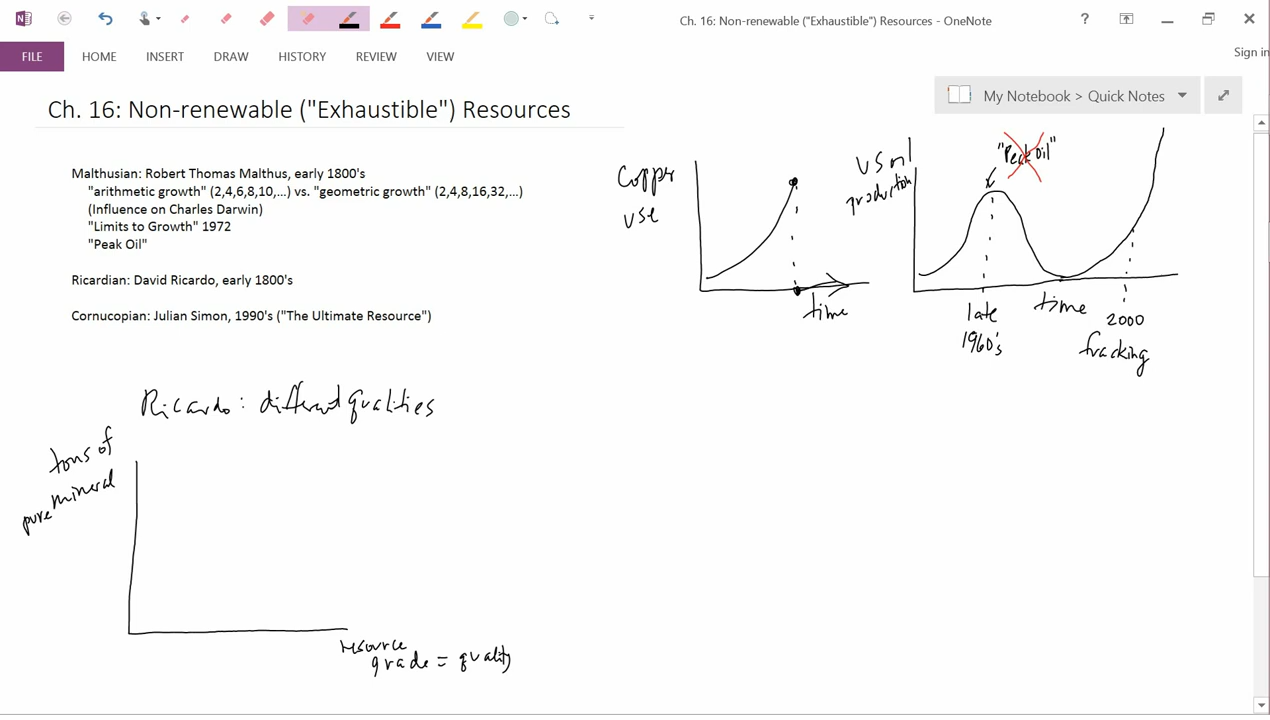 Ch. 16: Non-renewable ("Exhaustible") Resources - OneNote
?
Sign in
FILE HOME INSERT DRAW HISTORY REVIEW VIEW
My Notebook > Quick Notes
Ch. 16: Non-renewable ("Exhaustible") Resources
Malthusian: Robert Thomas Malthus, early 1800's
"arithmetic growth" (2,4,6,8,10,...) vs. "geometric growth" (2,4,8,16,32,...)
(Influence on Charles Darwin)
"Limits to Growth" 1972
"Peak Oil"
Ricardian: David Ricardo, early 1800's
Cornucopian: Julian Simon, 1990's ("The Ultimate Resource")
Copper
use
time
US oil
production
"Peak Oil"
late
1960's
time
2000
fracking
Ricardo: different qualities
tons of
pure mineral
resource
grade = quality